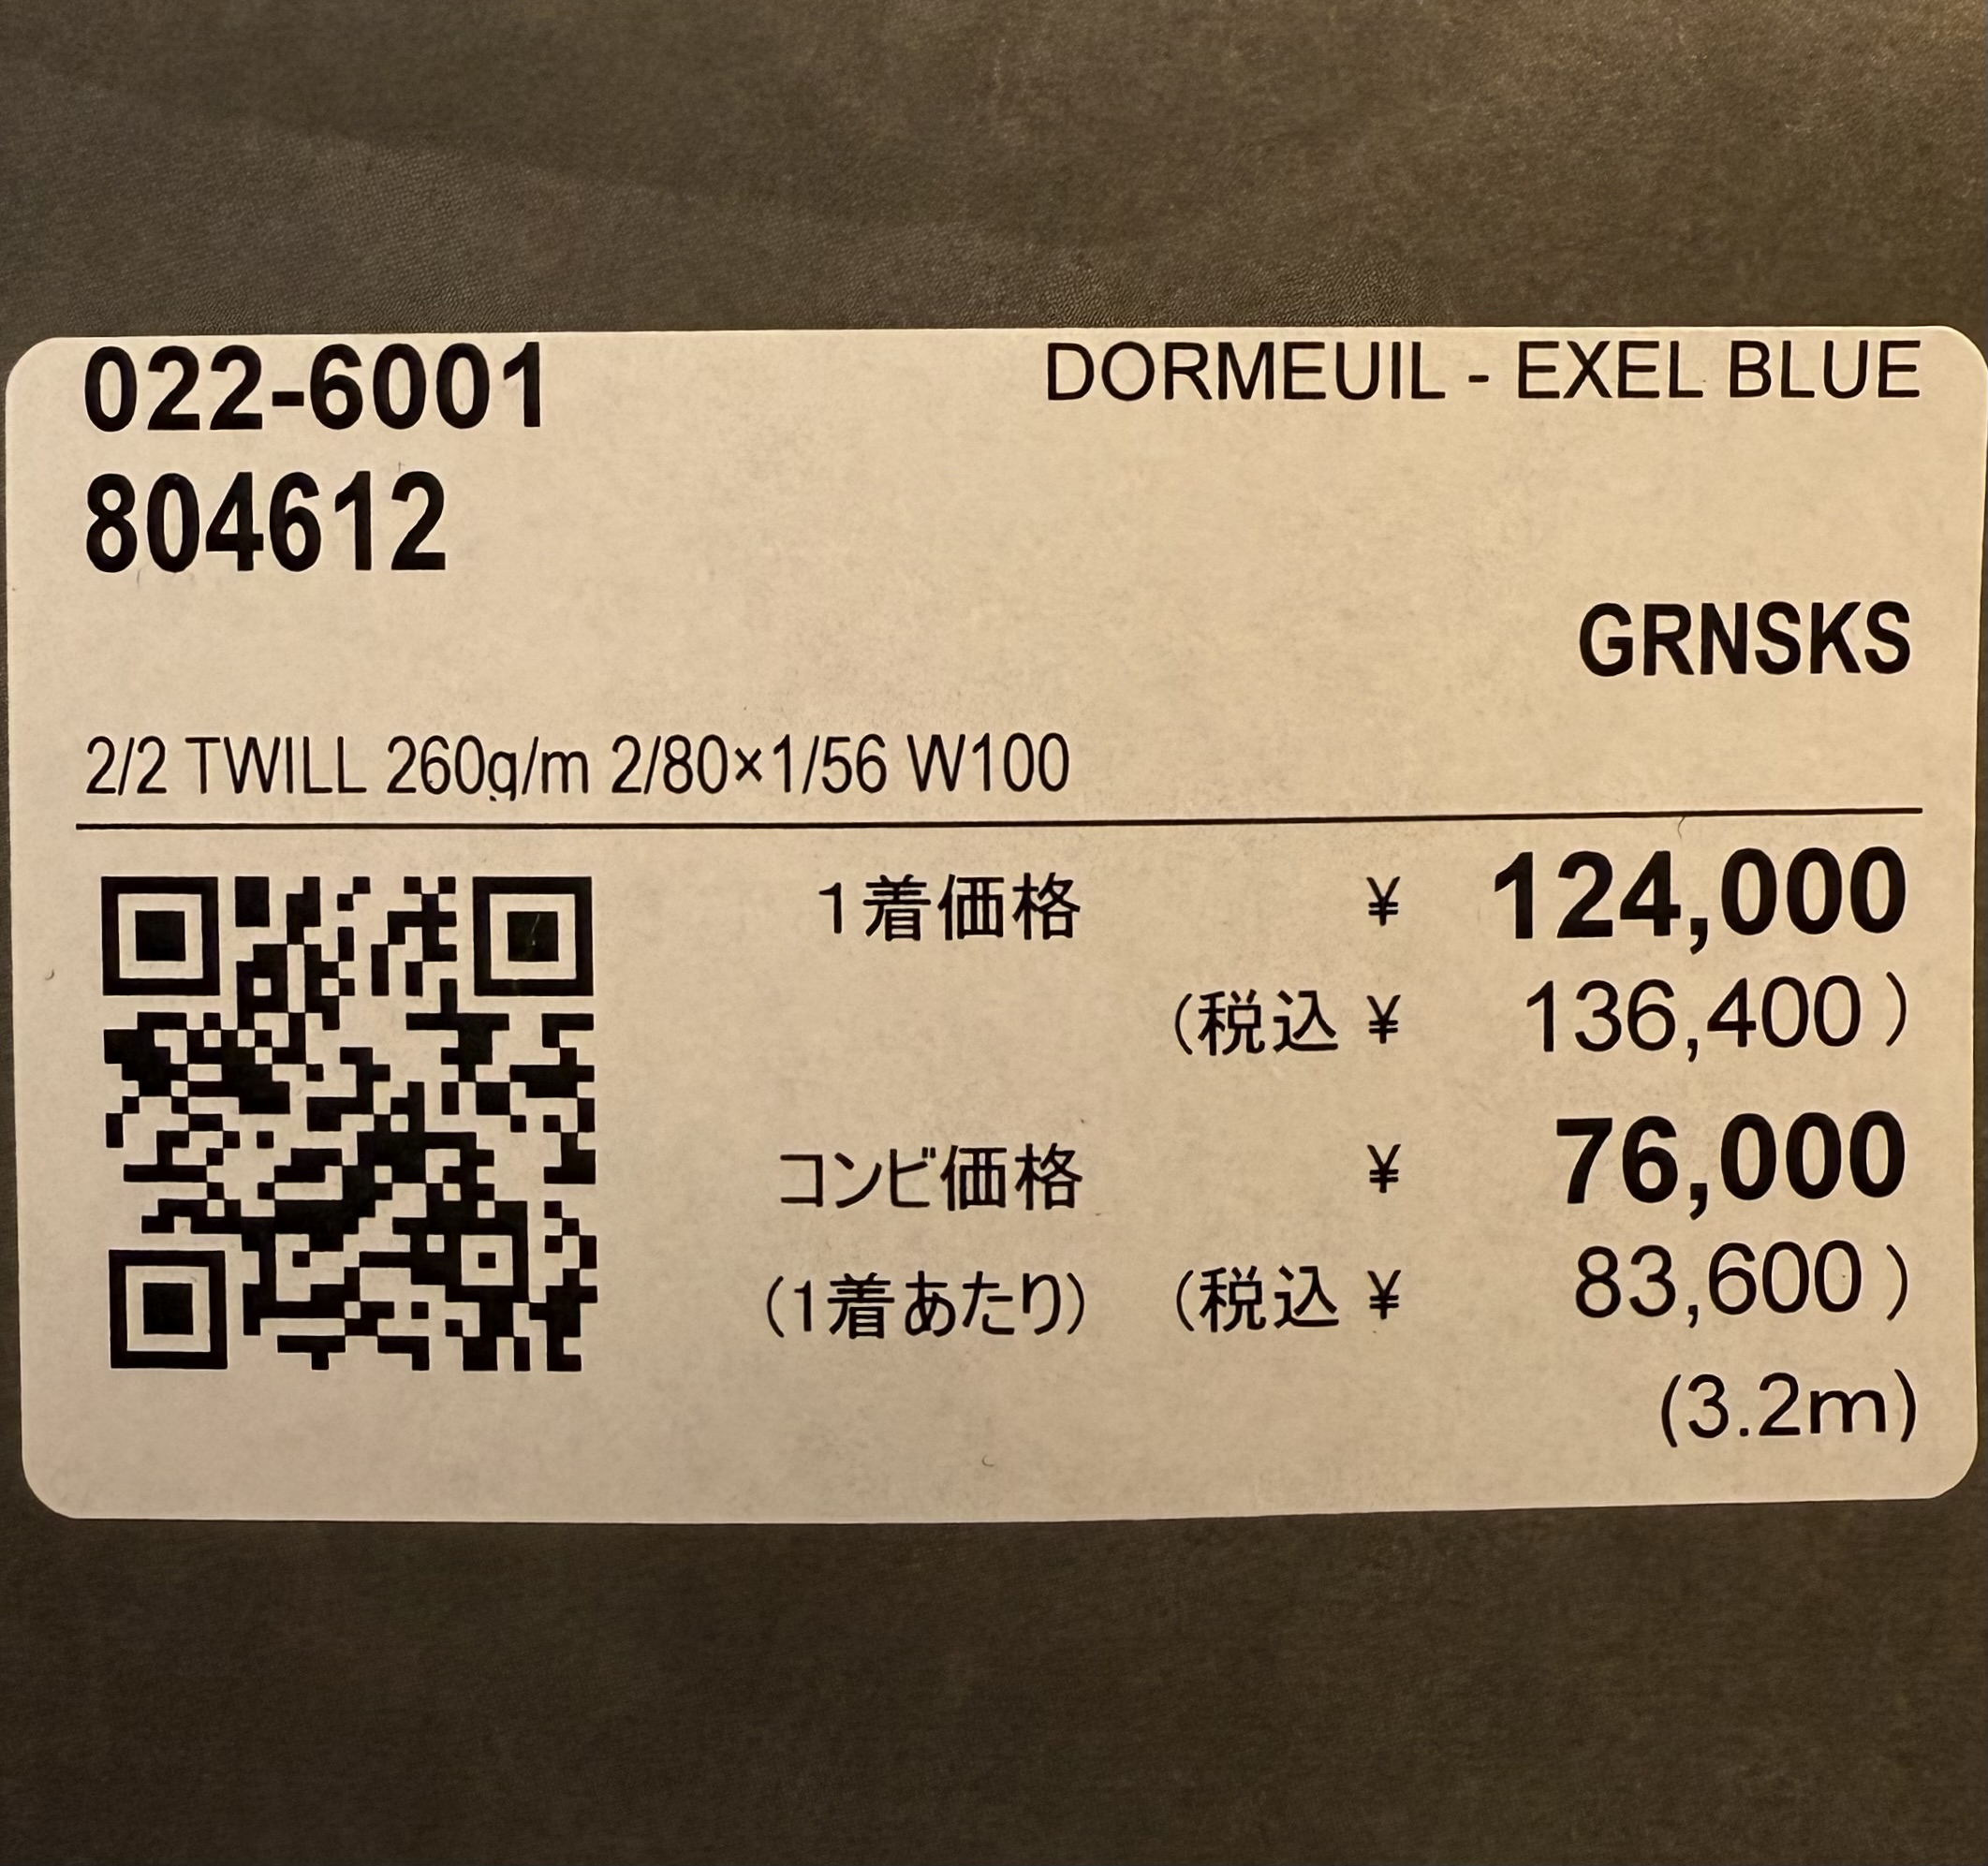 022-6001 DORMEUIL - EXEL BLUE
804612
GRNSKS
2/2 TWILL 260g/m 2/80×1/56 W100
1着価格 ¥ 124,000
(税込 ¥ 136,400)
コンビ価格 ¥ 76,000
(1着あたり) (税込 ¥ 83,600)
(3.2m)